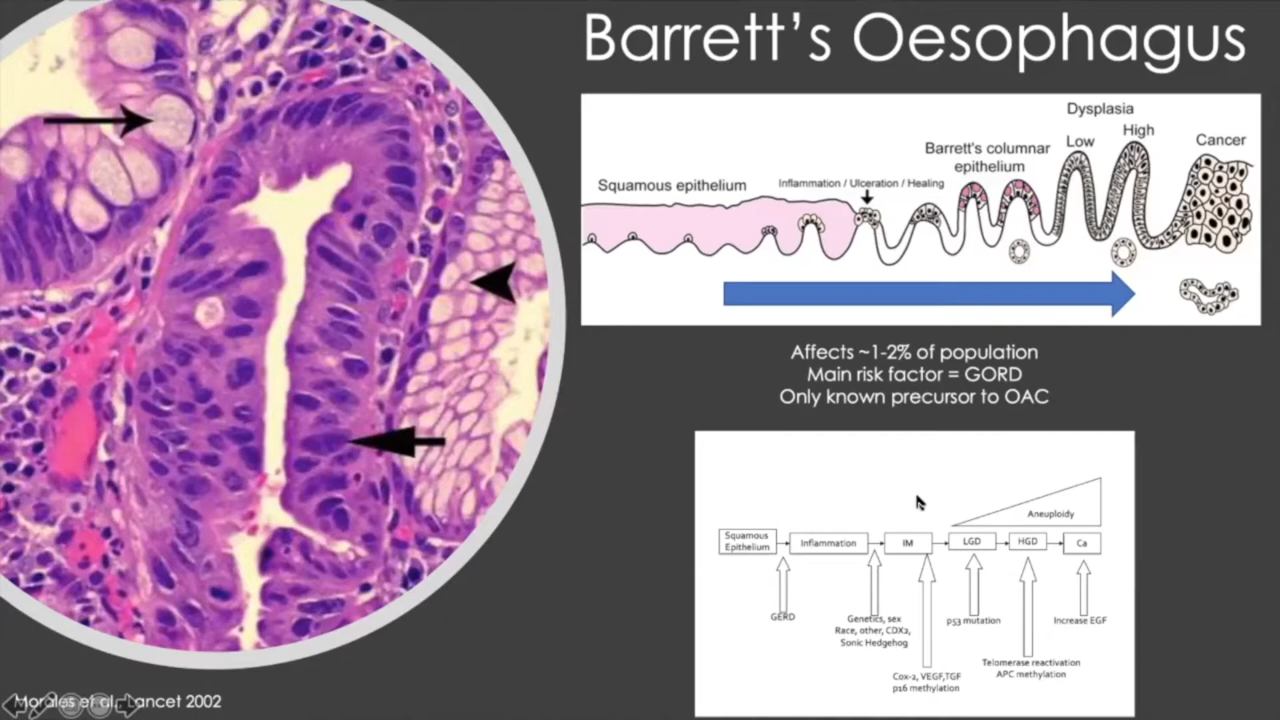 Barrett's Oesophagus
Dysplasia
Low High
Cancer
Barrett's columnar
epithelium
Squamous epithelium
Inflammation / Ulceration / Healing
Affects ~1-2% of population
Main risk factor = GORD
Only known precursor to OAC
Aneuploidy
Squamous
Epithelium
Inflammation
IM
LGD
HGD
Ca
GERD
Genetics, sex
Race, other, CDX2,
Sonic Hedgehog
Cox-2, VEGF,TGF
p16 methylation
p53 mutation
Telomerase reactivation
APC methylation
Increase EGF
Morales et al., Lancet 2002